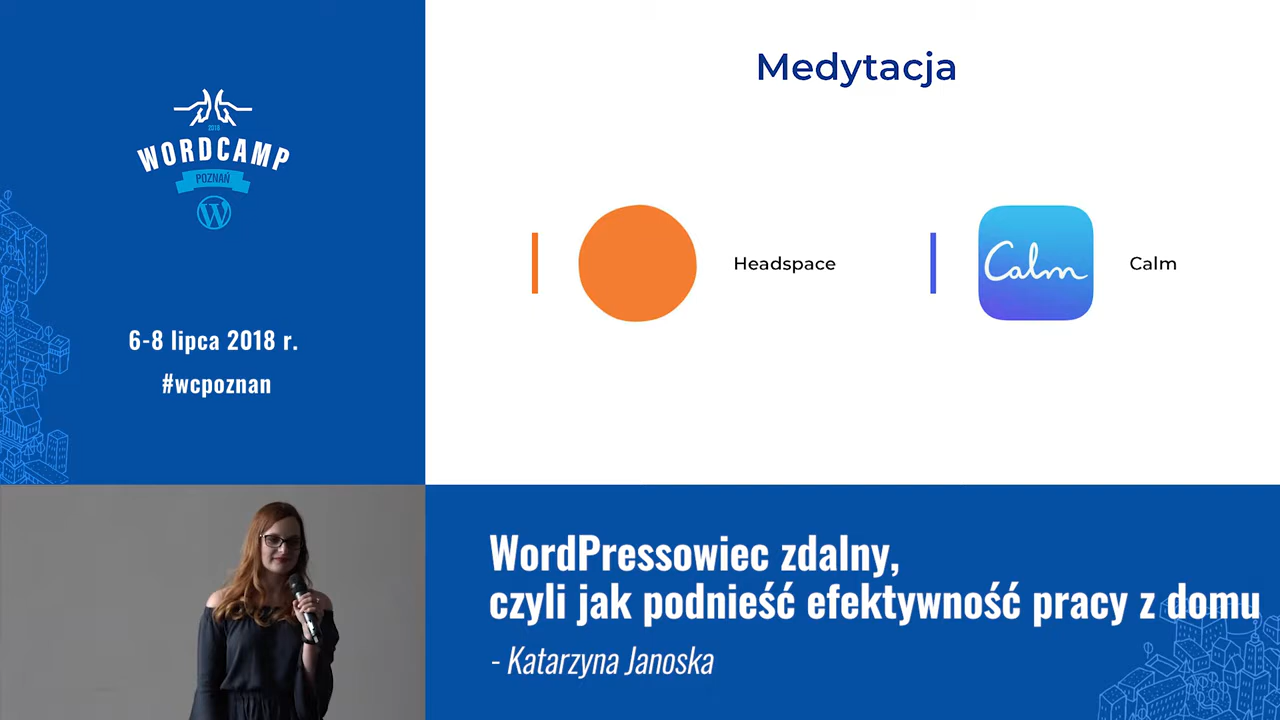 2018
WORDCAMP
POZNAŃ
6-8 lipca 2018 r.
#wcpoznan
Medytacja
Headspace
Calm
Calm
WordPressowiec zdalny,
czyli jak podnieść efektywność pracy z domu
- Katarzyna Janoska